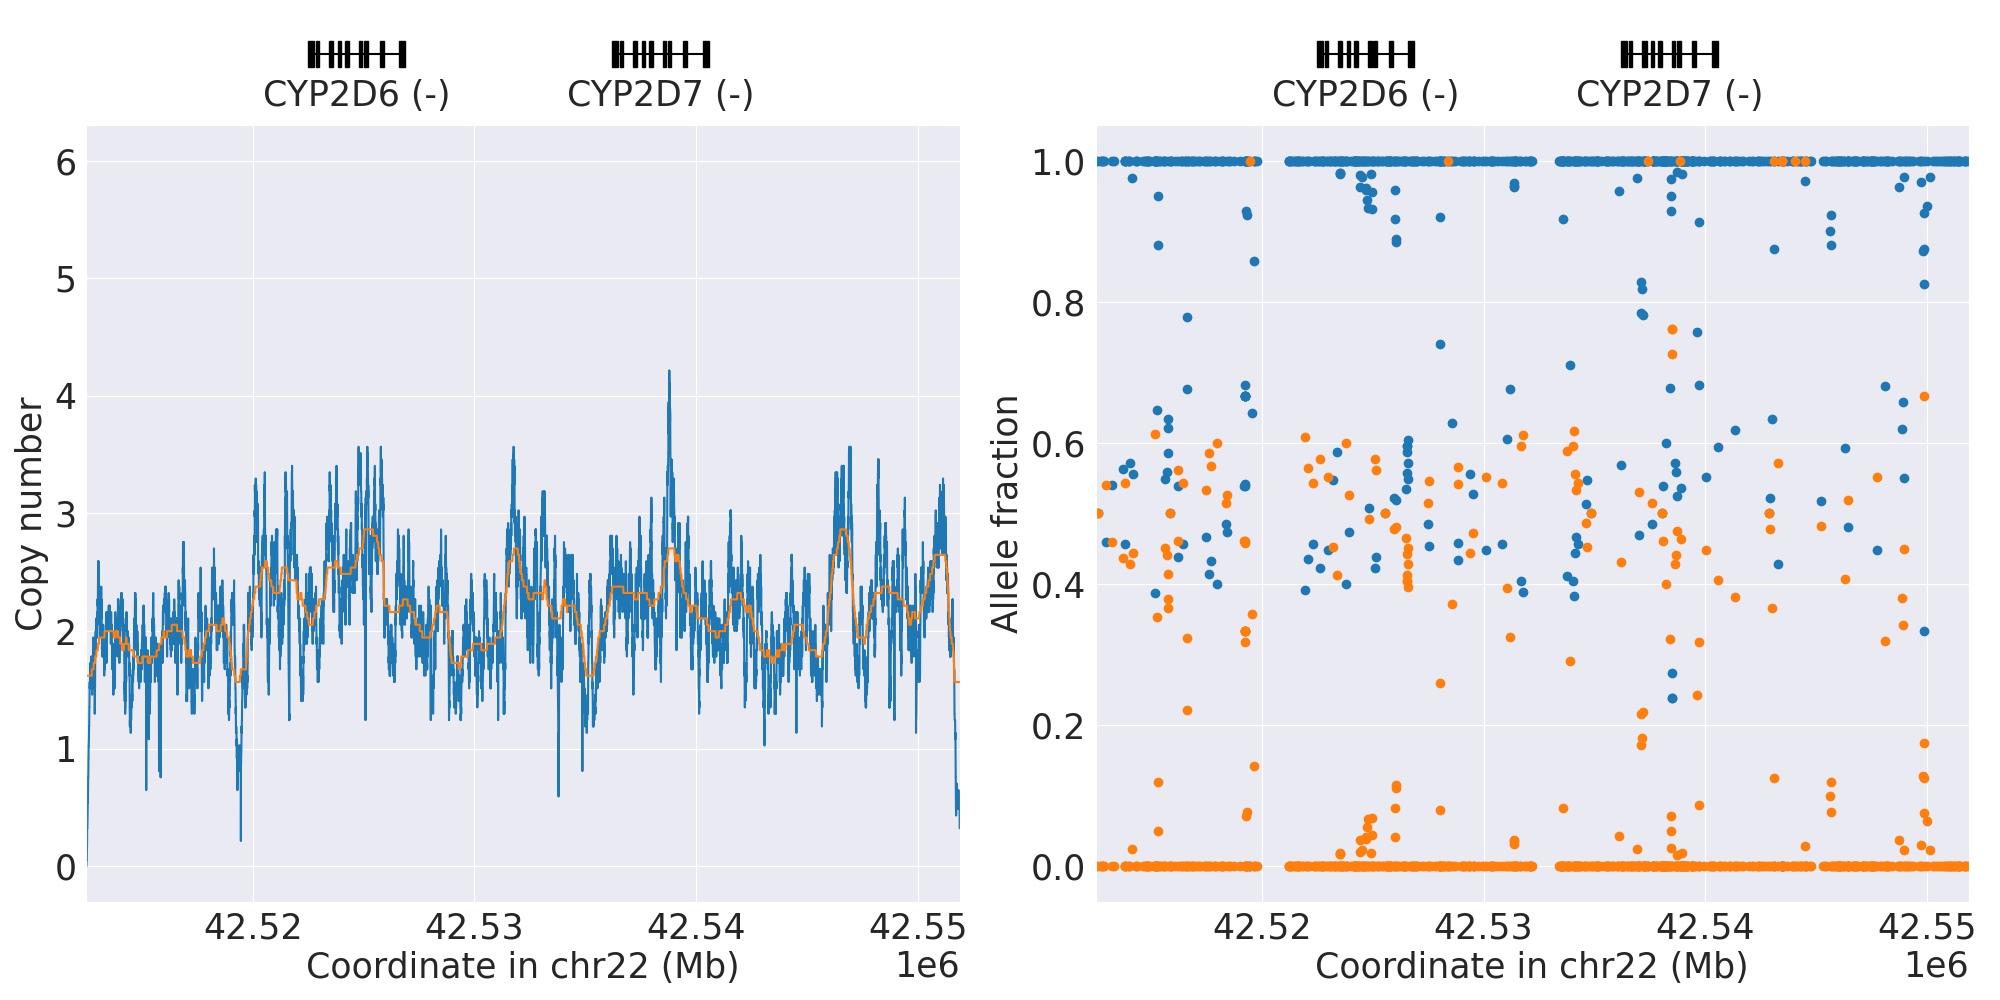 CYP2D6 (-) CYP2D7 (-)
6
5
4
3
2
1
0
Copy number
42.52 42.53 42.54 42.55
Coordinate in chr22 (Mb) 1e6
CYP2D6 (-) CYP2D7 (-)
1.0
0.8
0.6
0.4
0.2
0.0
Allele fraction
42.52 42.53 42.54 42.55
Coordinate in chr22 (Mb) 1e6